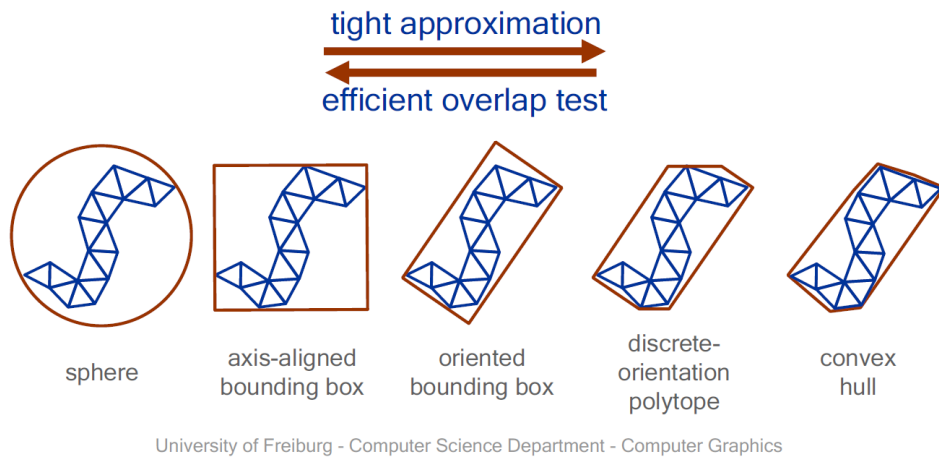 tight approximation
efficient overlap test
sphere
axis-aligned
bounding box
oriented
bounding box
discrete-
orientation
polytope
convex
hull
University of Freiburg - Computer Science Department - Computer Graphics